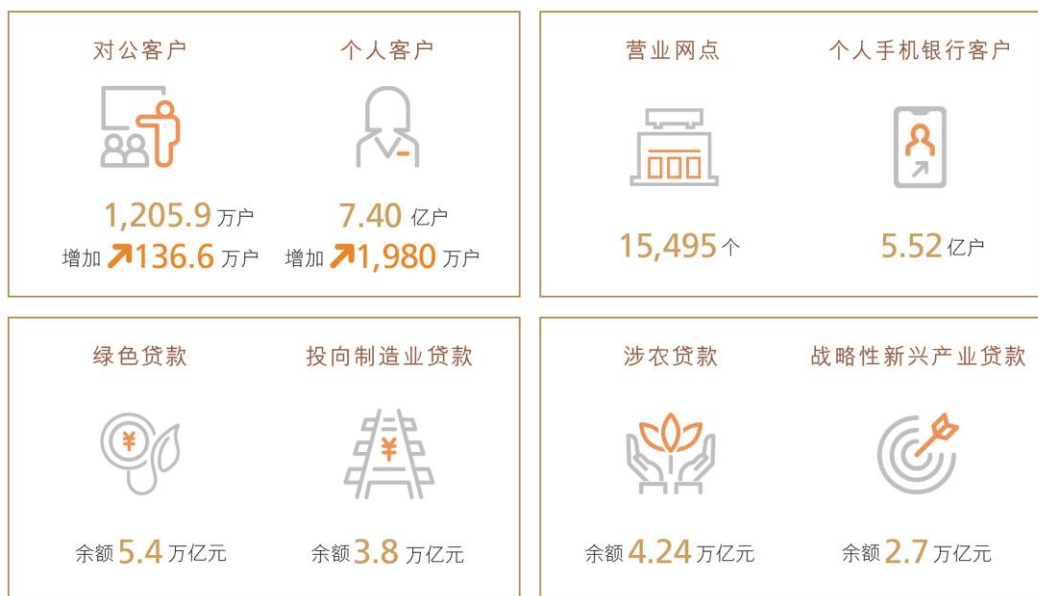 对公客户
个人客户
1,205.9 万户
7.40 亿户
增加 136.6 万户
增加 1,980 万户
营业网点
个人手机银行客户
15,495 个
5.52 亿户
绿色贷款
投向制造业贷款
¥
¥
余额 5.4 万亿元
余额 3.8 万亿元
涉农贷款
战略性新兴产业贷款
余额 4.24 万亿元
余额 2.7 万亿元